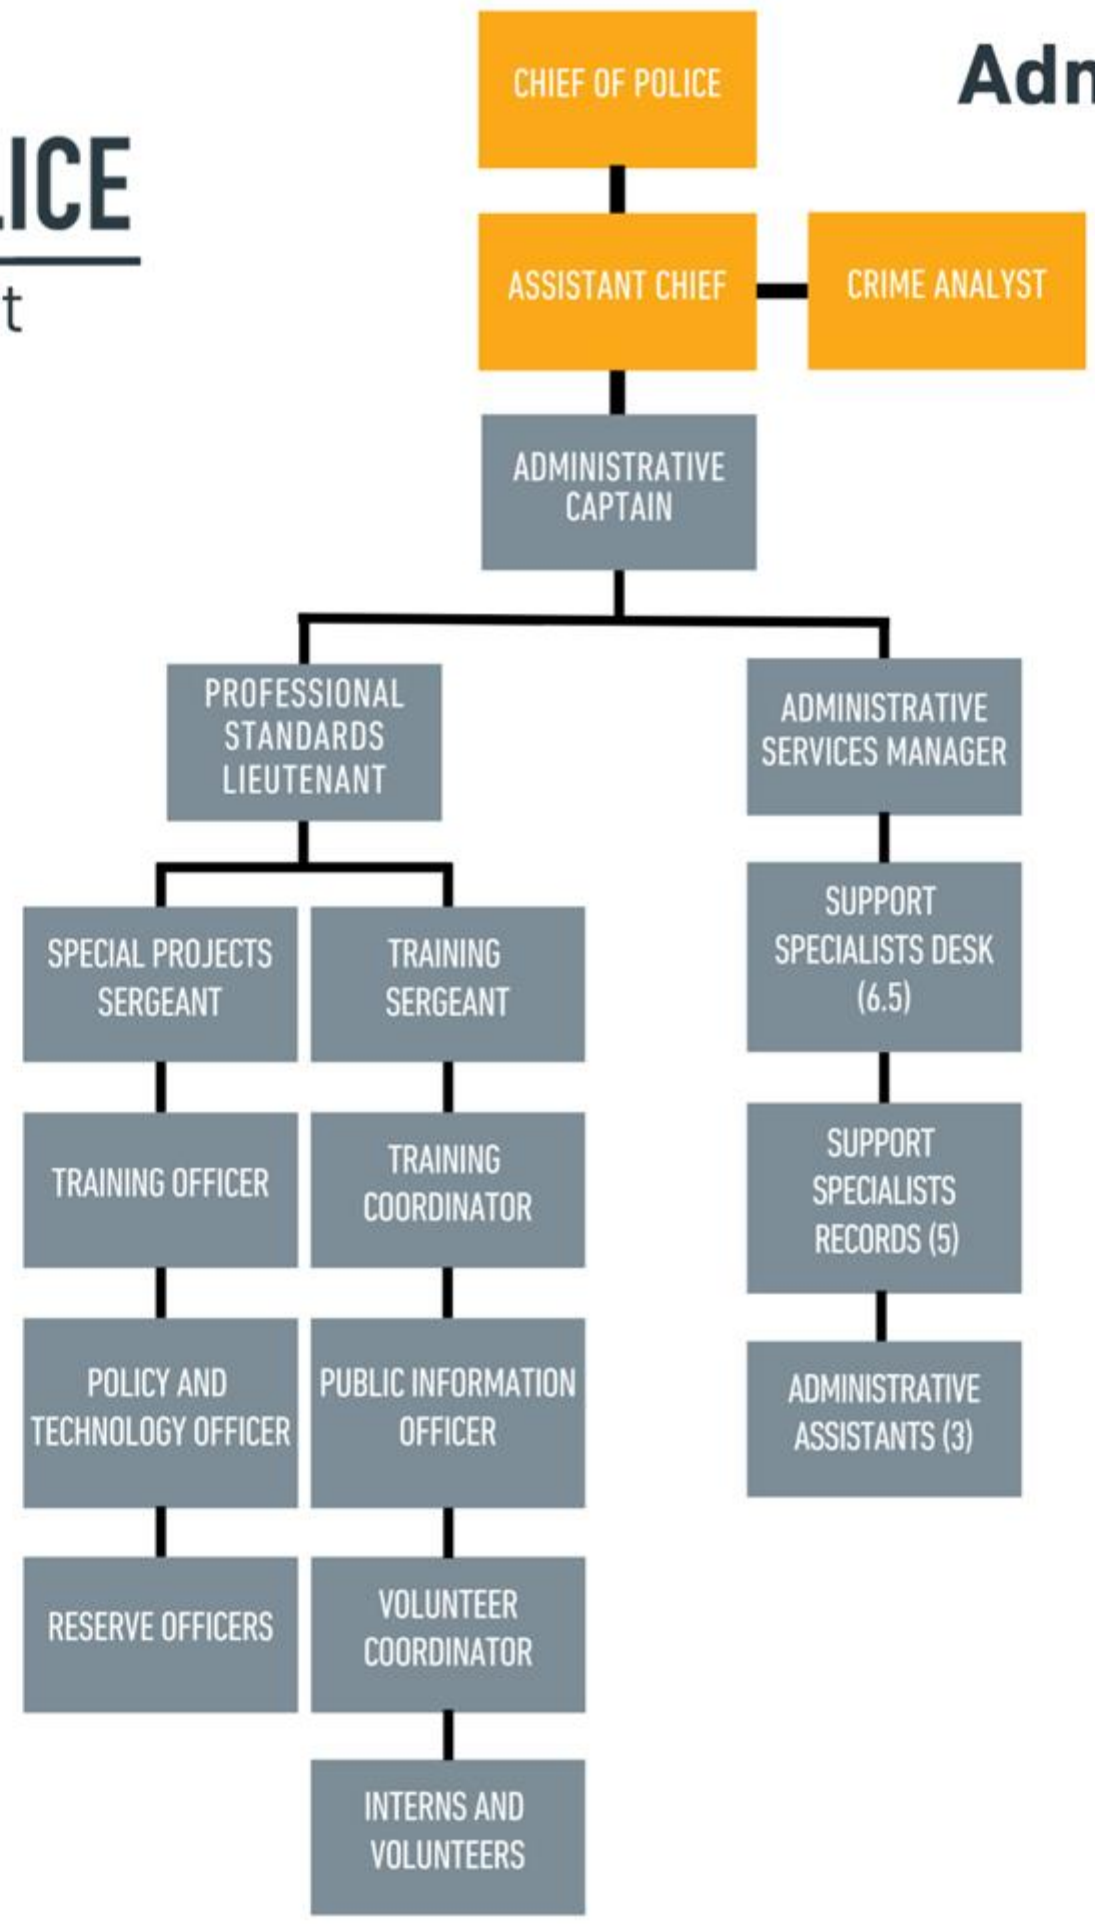 CHIEF OF POLICE
ASSISTANT CHIEF
CRIME ANALYST
ADMINISTRATIVE
CAPTAIN
PROFESSIONAL
STANDARDS
LIEUTENANT
SPECIAL PROJECTS
SERGEANT
TRAINING OFFICER
POLICY AND
TECHNOLOGY OFFICER
RESERVE OFFICERS
TRAINING
SERGEANT
TRAINING
COORDINATOR
PUBLIC INFORMATION
OFFICER
VOLUNTEER
COORDINATOR
INTERNS AND
VOLUNTEERS
ADMINISTRATIVE
SERVICES MANAGER
SUPPORT
SPECIALISTS DESK
(6.5)
SUPPORT
SPECIALISTS
RECORDS (5)
ADMINISTRATIVE
ASSISTANTS (3)